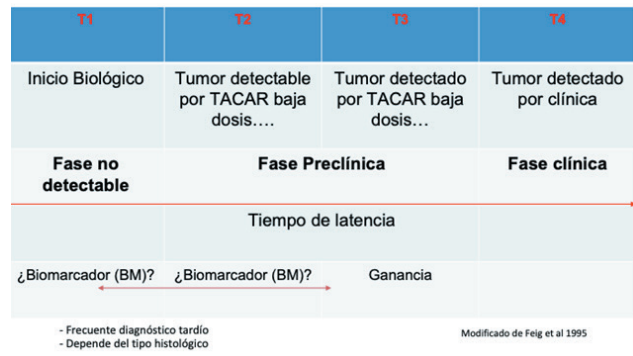 T1 T2 T3 T4
Inicio Biológico Tumor detectable Tumor detectado Tumor detectado
por TACAR baja por TACAR baja por clínica
dosis…. dosis…
Fase no Fase Preclínica Fase clínica
detectable
Tiempo de latencia
¿Biomarcador (BM)? ¿Biomarcador (BM)? Ganancia
- Frecuente diagnóstico tardío
- Depende del tipo histológico
Modificado de Feig et al 1995